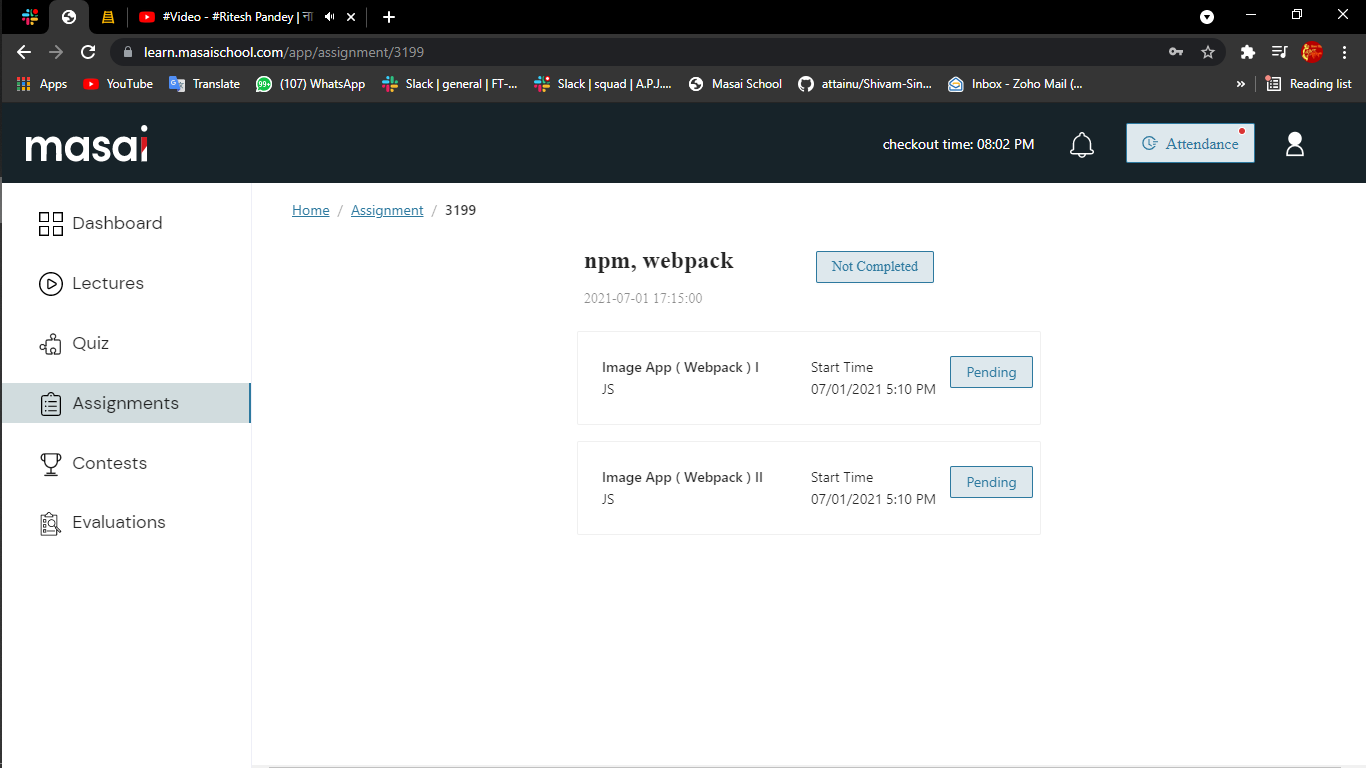 #Video - #Ritesh Pandey |
learn.masaischool.com/app/assignment/3199
Apps YouTube Translate 99+ (107) WhatsApp Slack | general | FT-... Slack | squad | A.P.J.... Masai School attainu/Shivam-Sin... Inbox - Zoho Mail (... » Reading list
masai checkout time: 08:02 PM Attendance
Dashboard
Lectures
Quiz
Assignments
Contests
Evaluations
Home / Assignment / 3199
npm, webpack Not Completed
2021-07-01 17:15:00
Image App ( Webpack ) I Start Time Pending
JS 07/01/2021 5:10 PM
Image App ( Webpack ) II Start Time Pending
JS 07/01/2021 5:10 PM